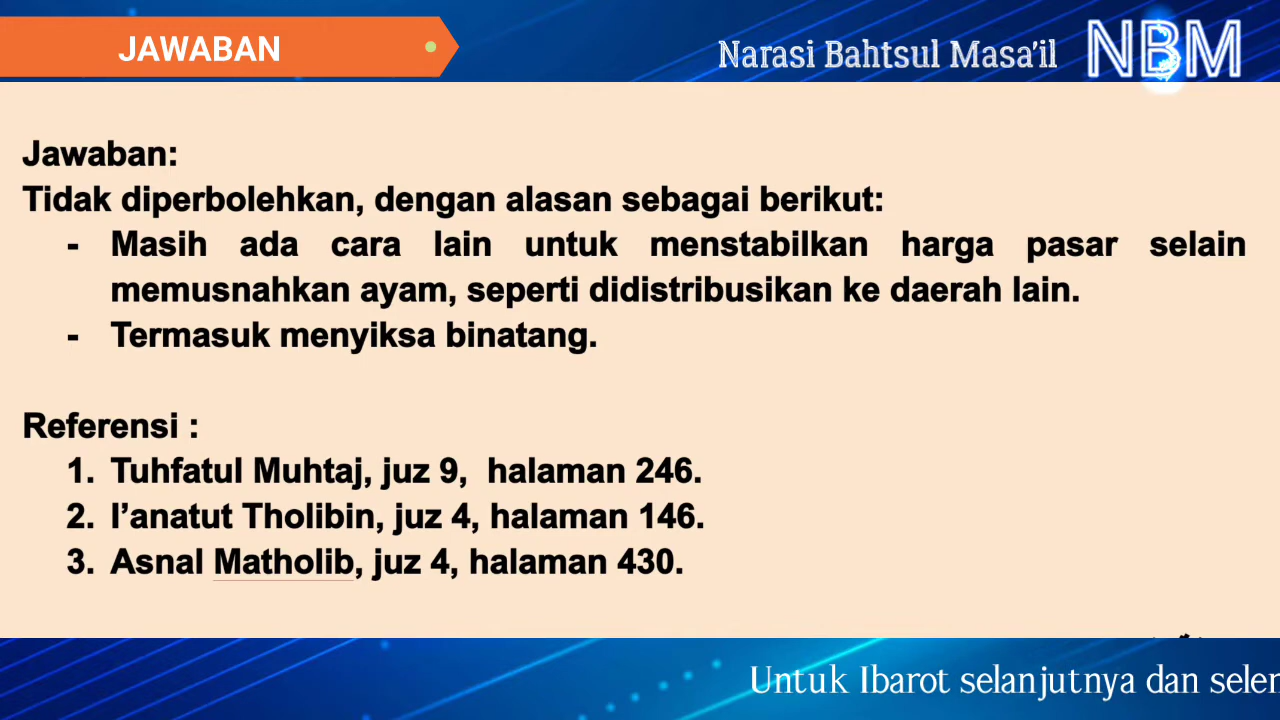 JAWABAN
Narasi Bahtsul Masa'il
NBM
Jawaban:
Tidak diperbolehkan, dengan alasan sebagai berikut:
- Masih ada cara lain untuk menstabilkan harga pasar selain
memusnahkan ayam, seperti didistribusikan ke daerah lain.
- Termasuk menyiksa binatang.
Referensi :
1. Tuhfatul Muhtaj, juz 9, halaman 246.
2. I'anatut Tholibin, juz 4, halaman 146.
3. Asnal Matholib, juz 4, halaman 430.
Untuk Ibarot selanjutnya dan seler